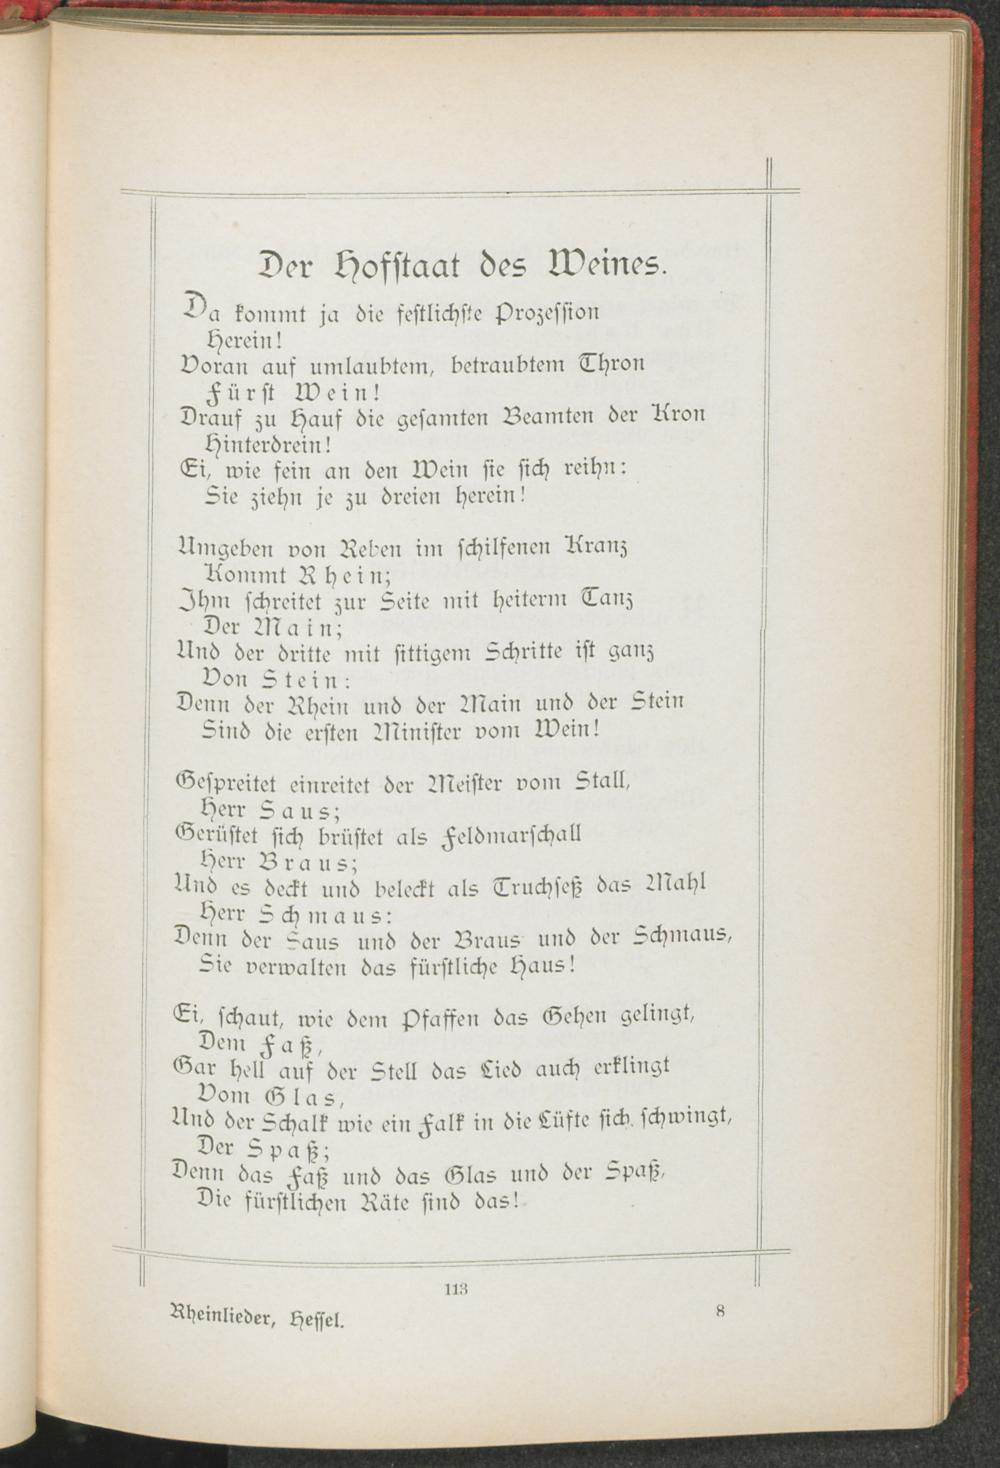 Der Hofstaat des Weines.
Da kommt ja die festlichste Prozession
Herein!
Voran auf umlaubtem, betraubtem Thron
Fürst Wein!
Drauf zu Hauf die gesamten Beamten der Kron
Hinterdrein!
Ei, wie fein an den Wein sie sich reihn:
Sie ziehn je zu dreien herein!
Umgeben von Reben im schilfenen Kranz
Kommt Rhein;
Ihm schreitet zur Seite mit heiterm Tanz
Der Main;
Und der dritte mit sittigem Schritte ist ganz
Von Stein:
Denn der Rhein und der Main und der Stein
Sind die ersten Minister vom Wein!
Gespreitet einreitet der Meister vom Stall,
Herr Saus;
Gerüstet sich brüstet als Feldmarschall
Herr Braus;
Und es deckt und beleckt als Truchseß das Mahl
Herr Schmaus:
Denn der Saus und der Braus und der Schmaus,
Sie verwalten das fürstliche Haus!
Ei, schaut, wie dem Pfaffen das Gehen gelingt,
Dem Faß,
Gar hell auf der Stell das Lied auch erklingt
Vom Glas,
Und der Schalk wie ein Falk in die Lüfte sich schwingt,
Der Spaß;
Denn das Faß und das Glas und der Spaß,
Die fürstlichen Räte sind das!
113
Rheinlieder, Hessel. 8